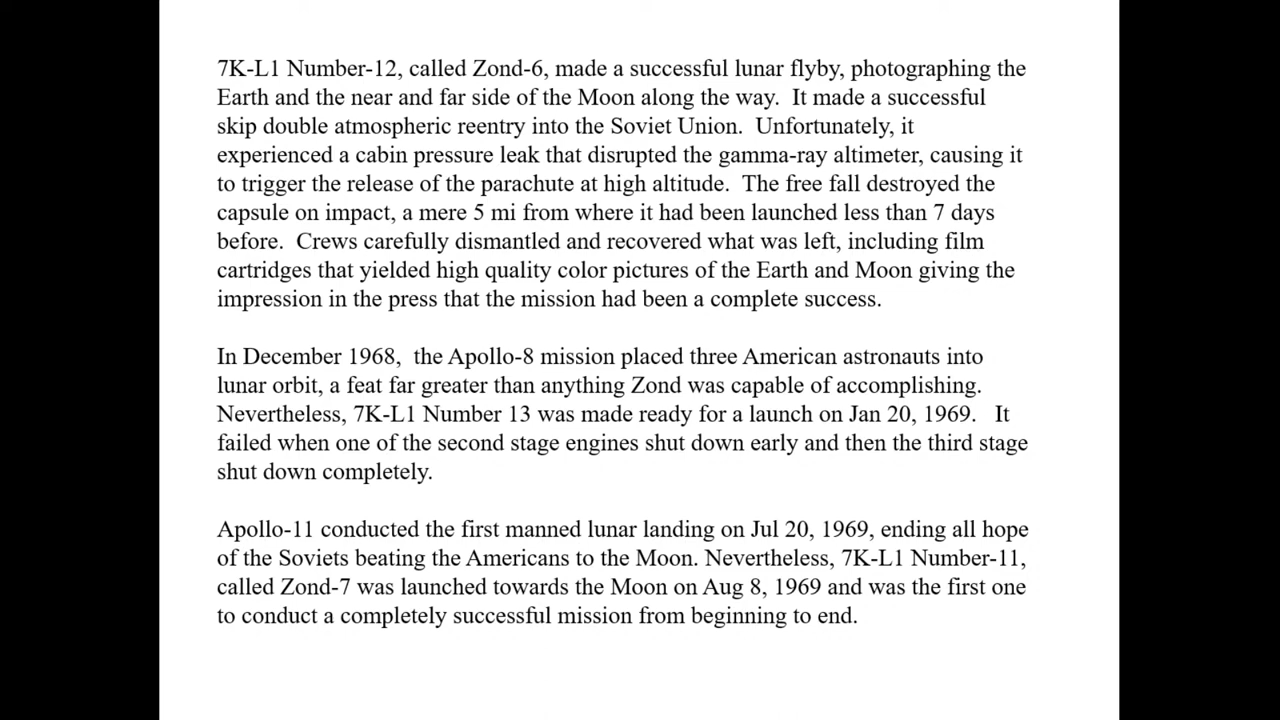 7K-L1 Number-12, called Zond-6, made a successful lunar flyby, photographing the
Earth and the near and far side of the Moon along the way.  It made a successful
skip double atmospheric reentry into the Soviet Union.  Unfortunately, it
experienced a cabin pressure leak that disrupted the gamma-ray altimeter, causing it
to trigger the release of the parachute at high altitude.  The free fall destroyed the
capsule on impact, a mere 5 mi from where it had been launched less than 7 days
before.  Crews carefully dismantled and recovered what was left, including film
cartridges that yielded high quality color pictures of the Earth and Moon giving the
impression in the press that the mission had been a complete success.

In December 1968,  the Apollo-8 mission placed three American astronauts into
lunar orbit, a feat far greater than anything Zond was capable of accomplishing.
Nevertheless, 7K-L1 Number 13 was made ready for a launch on Jan 20, 1969.   It
failed when one of the second stage engines shut down early and then the third stage
shut down completely.

Apollo-11 conducted the first manned lunar landing on Jul 20, 1969, ending all hope
of the Soviets beating the Americans to the Moon. Nevertheless, 7K-L1 Number-11,
called Zond-7 was launched towards the Moon on Aug 8, 1969 and was the first one
to conduct a completely successful mission from beginning to end.